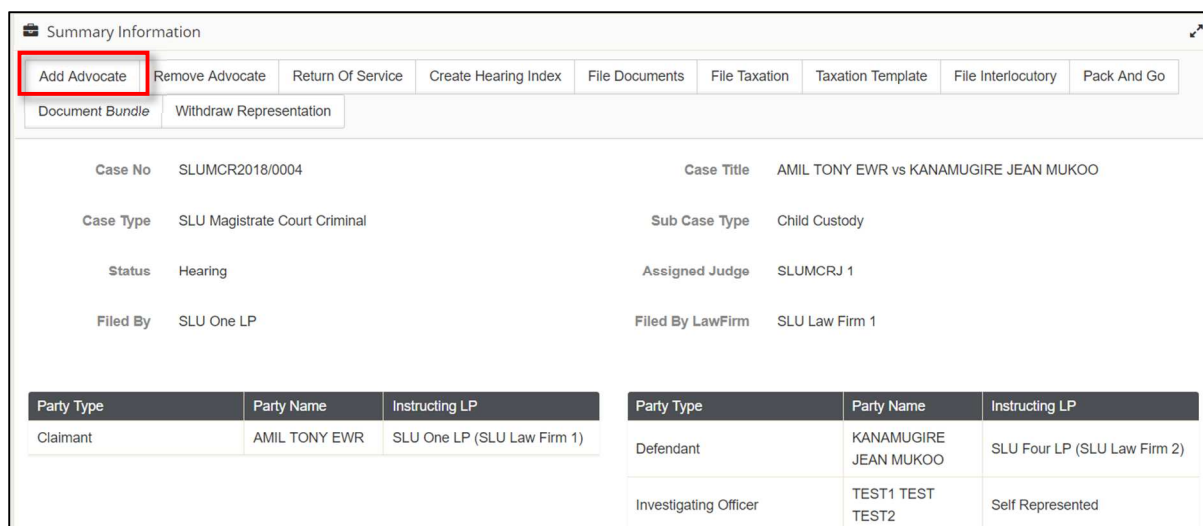 Summary Information
Add Advocate Remove Advocate Return Of Service Create Hearing Index File Documents File Taxation Taxation Template File Interlocutory Pack And Go
Document Bundle Withdraw Representation
Case No SLUMCR2018/0004 Case Title AMIL TONY EWR vs KANAMUGIRE JEAN MUKOO
Case Type SLU Magistrate Court Criminal Sub Case Type Child Custody
Status Hearing Assigned Judge SLUMCRJ 1
Filed By SLU One LP Filed By LawFirm SLU Law Firm 1
Party Type Party Name Instructing LP
Claimant AMIL TONY EWR SLU One LP (SLU Law Firm 1)
Party Type Party Name Instructing LP
Defendant KANAMUGIRE
JEAN MUKOO SLU Four LP (SLU Law Firm 2)
Investigating Officer TEST1 TEST
TEST2 Self Represented